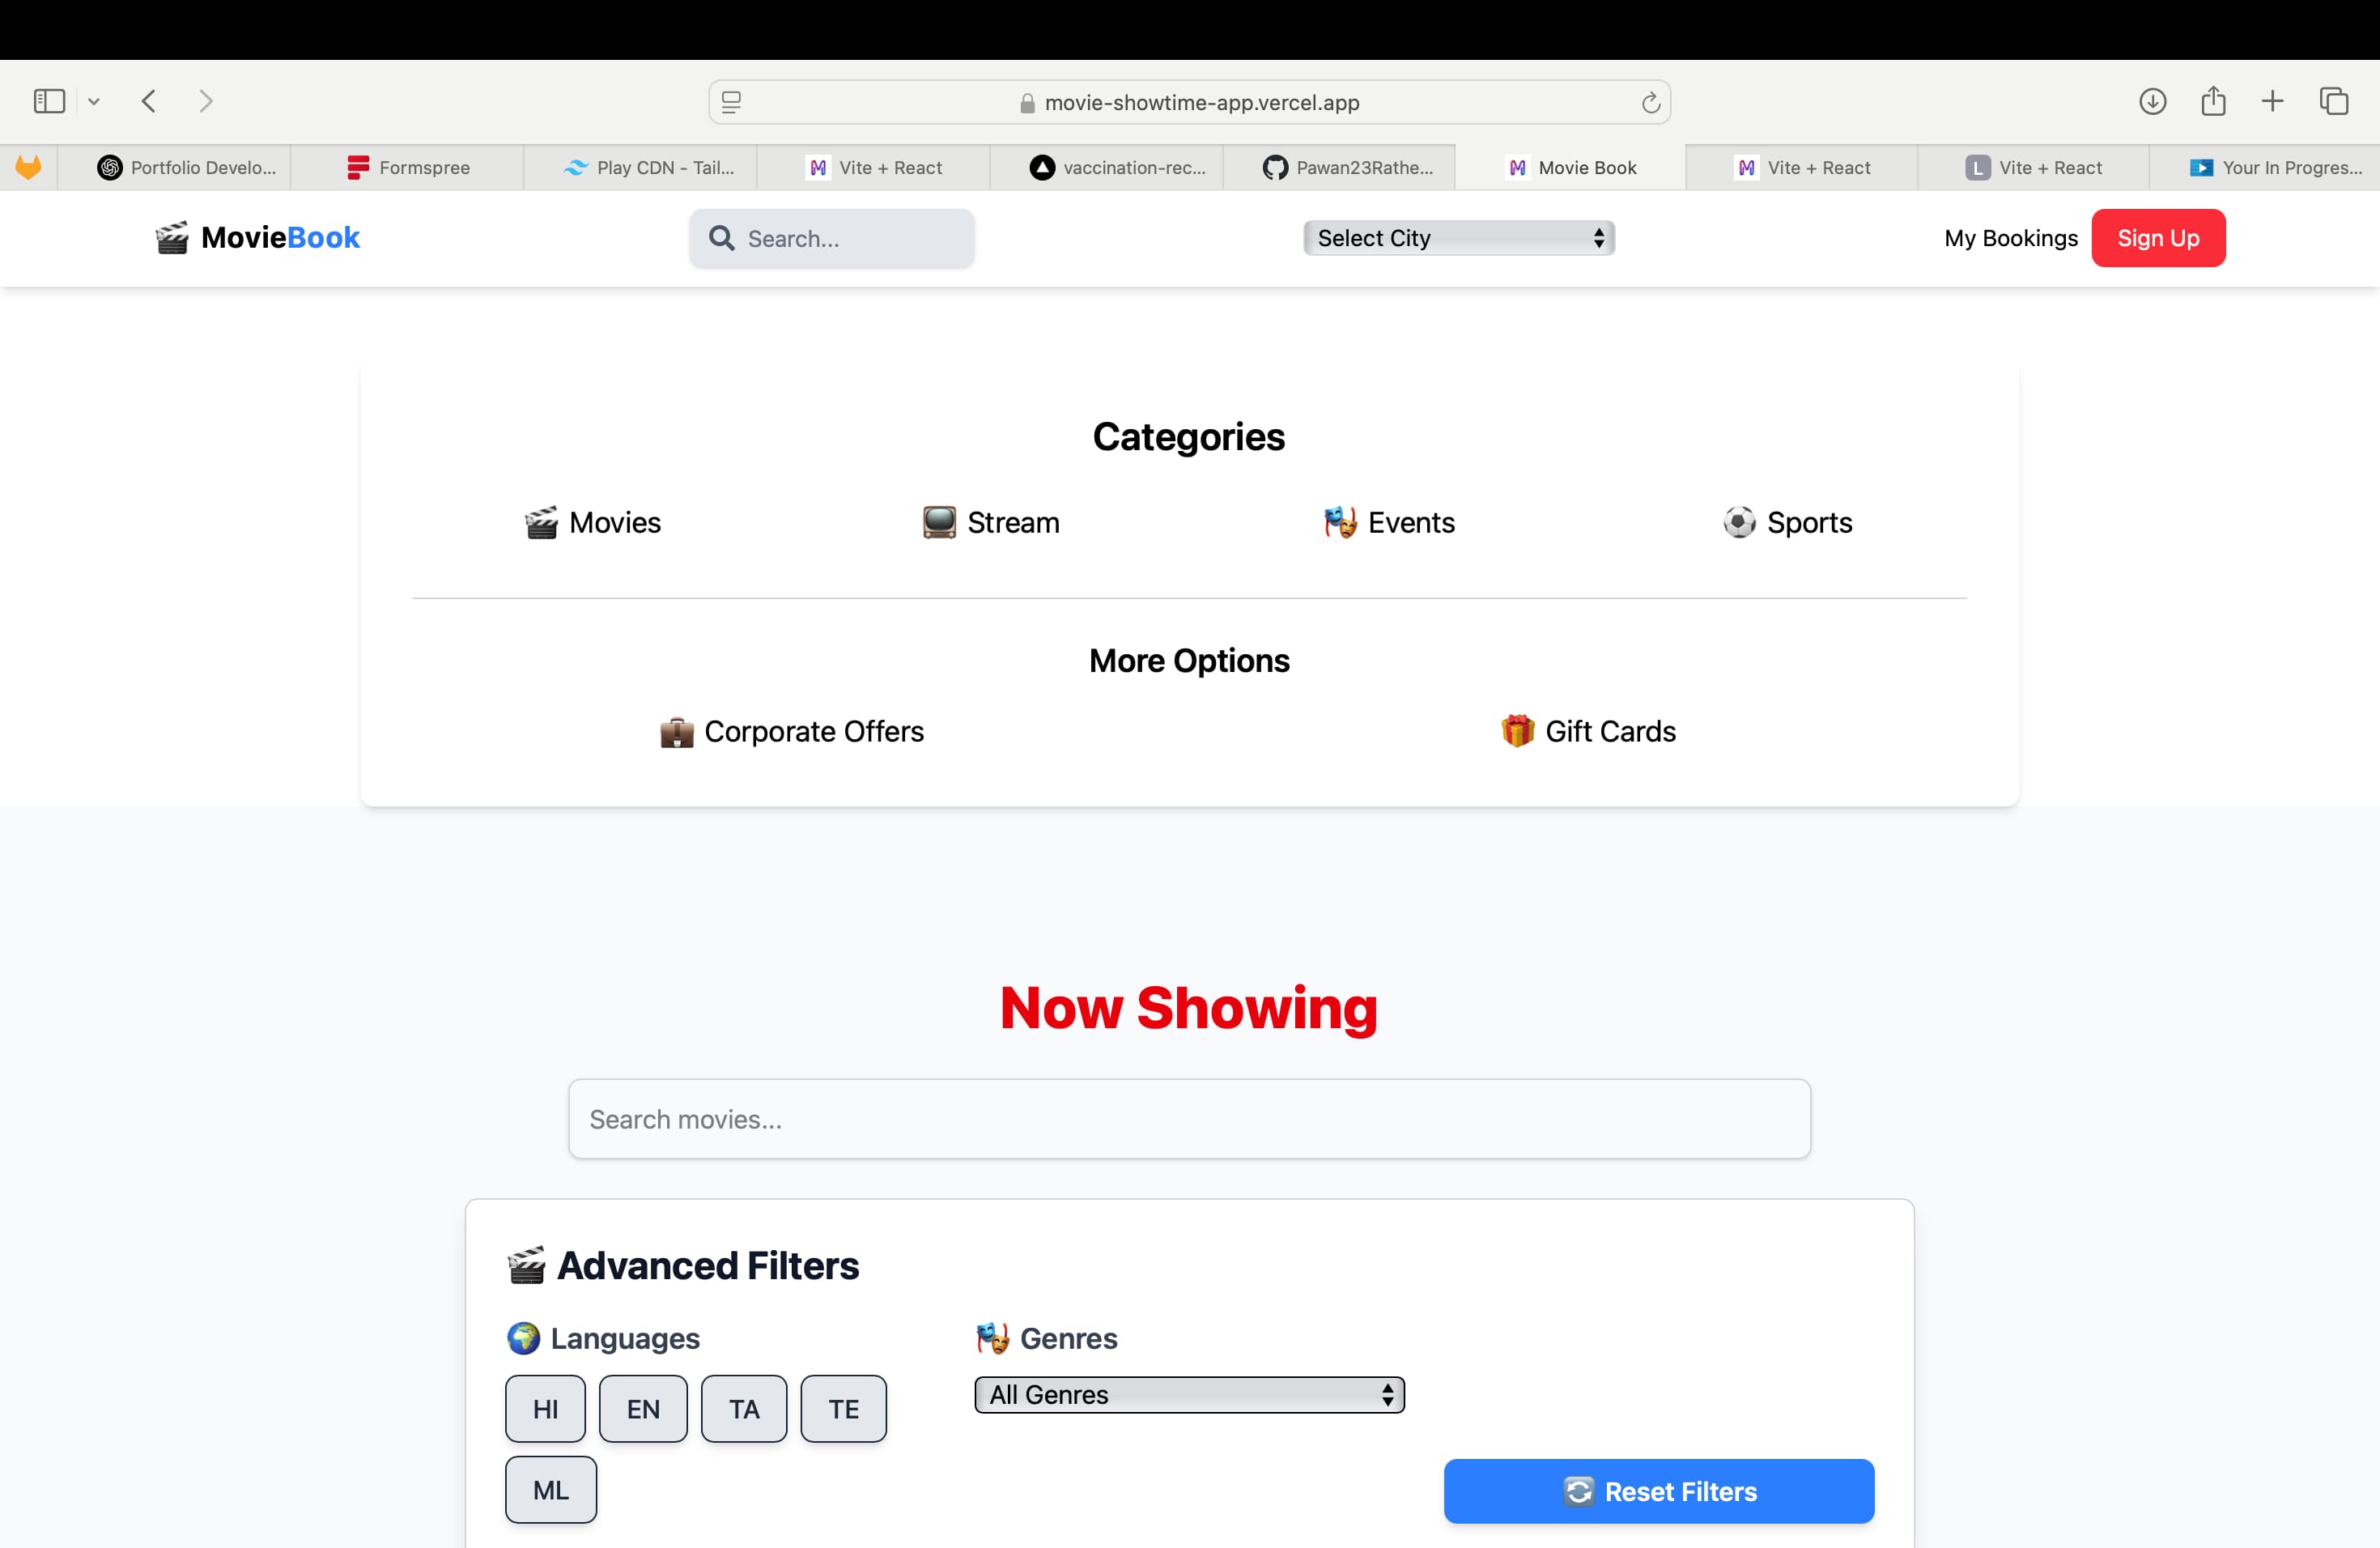 movie-showtime-app.vercel.app
Portfolio Develo...
Formspree
Play CDN - Tail...
Vite + React
vaccination-rec...
Pawan23Rathe...
Movie Book
Vite + React
L Vite + React
Your In Progres...
MovieBook
Search...
Select City
My Bookings
Sign Up
Categories
Movies
Stream
Events
Sports
More Options
Corporate Offers
Gift Cards
Now Showing
Search movies...
Advanced Filters
Languages
Genres
HI
EN
TA
TE
All Genres
ML
Reset Filters